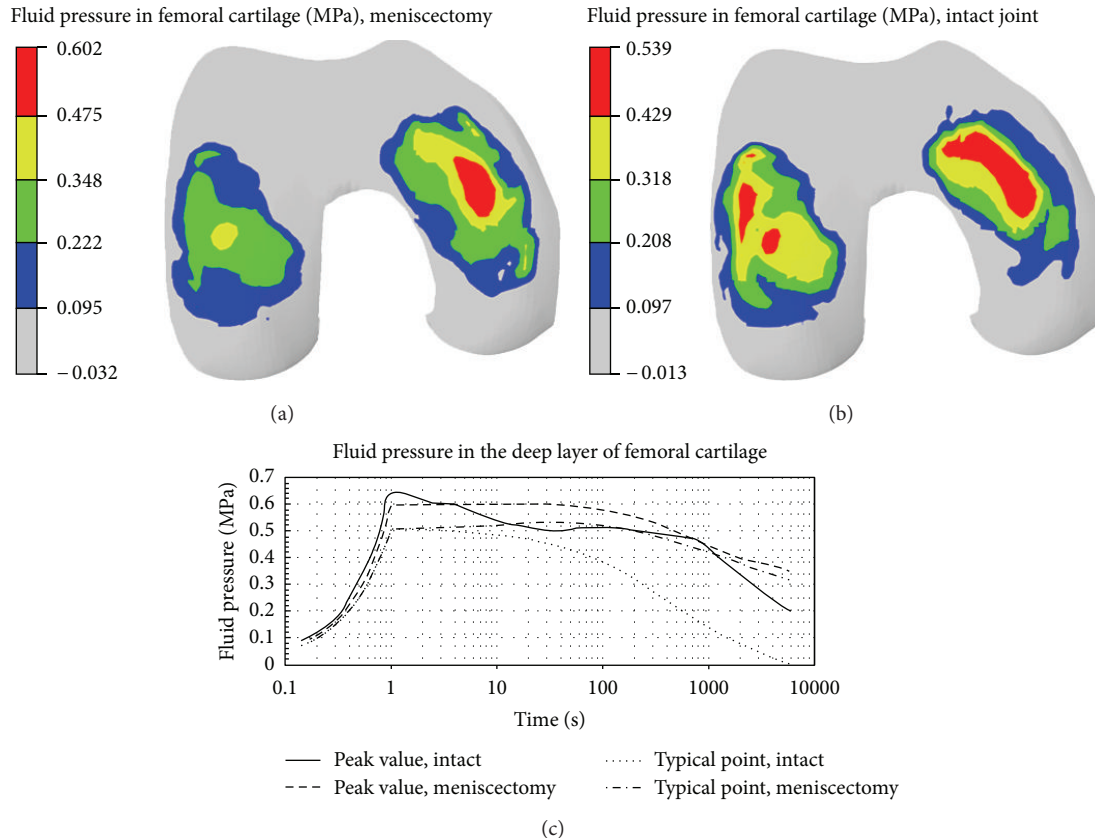 Fluid pressure in femoral cartilage (MPa), meniscectomy
0.602
0.475
0.348
0.222
0.095
−0.032
(a)
Fluid pressure in femoral cartilage (MPa), intact joint
0.539
0.429
0.318
0.208
0.097
−0.013
(b)
Fluid pressure in the deep layer of femoral cartilage
Fluid pressure (MPa)
0.7
0.6
0.5
0.4
0.3
0.2
0.1
0
0.1 1 10 100 1000 10000
Time (s)
Peak value, intact
Peak value, meniscectomy
Typical point, intact
Typical point, meniscectomy
(c)